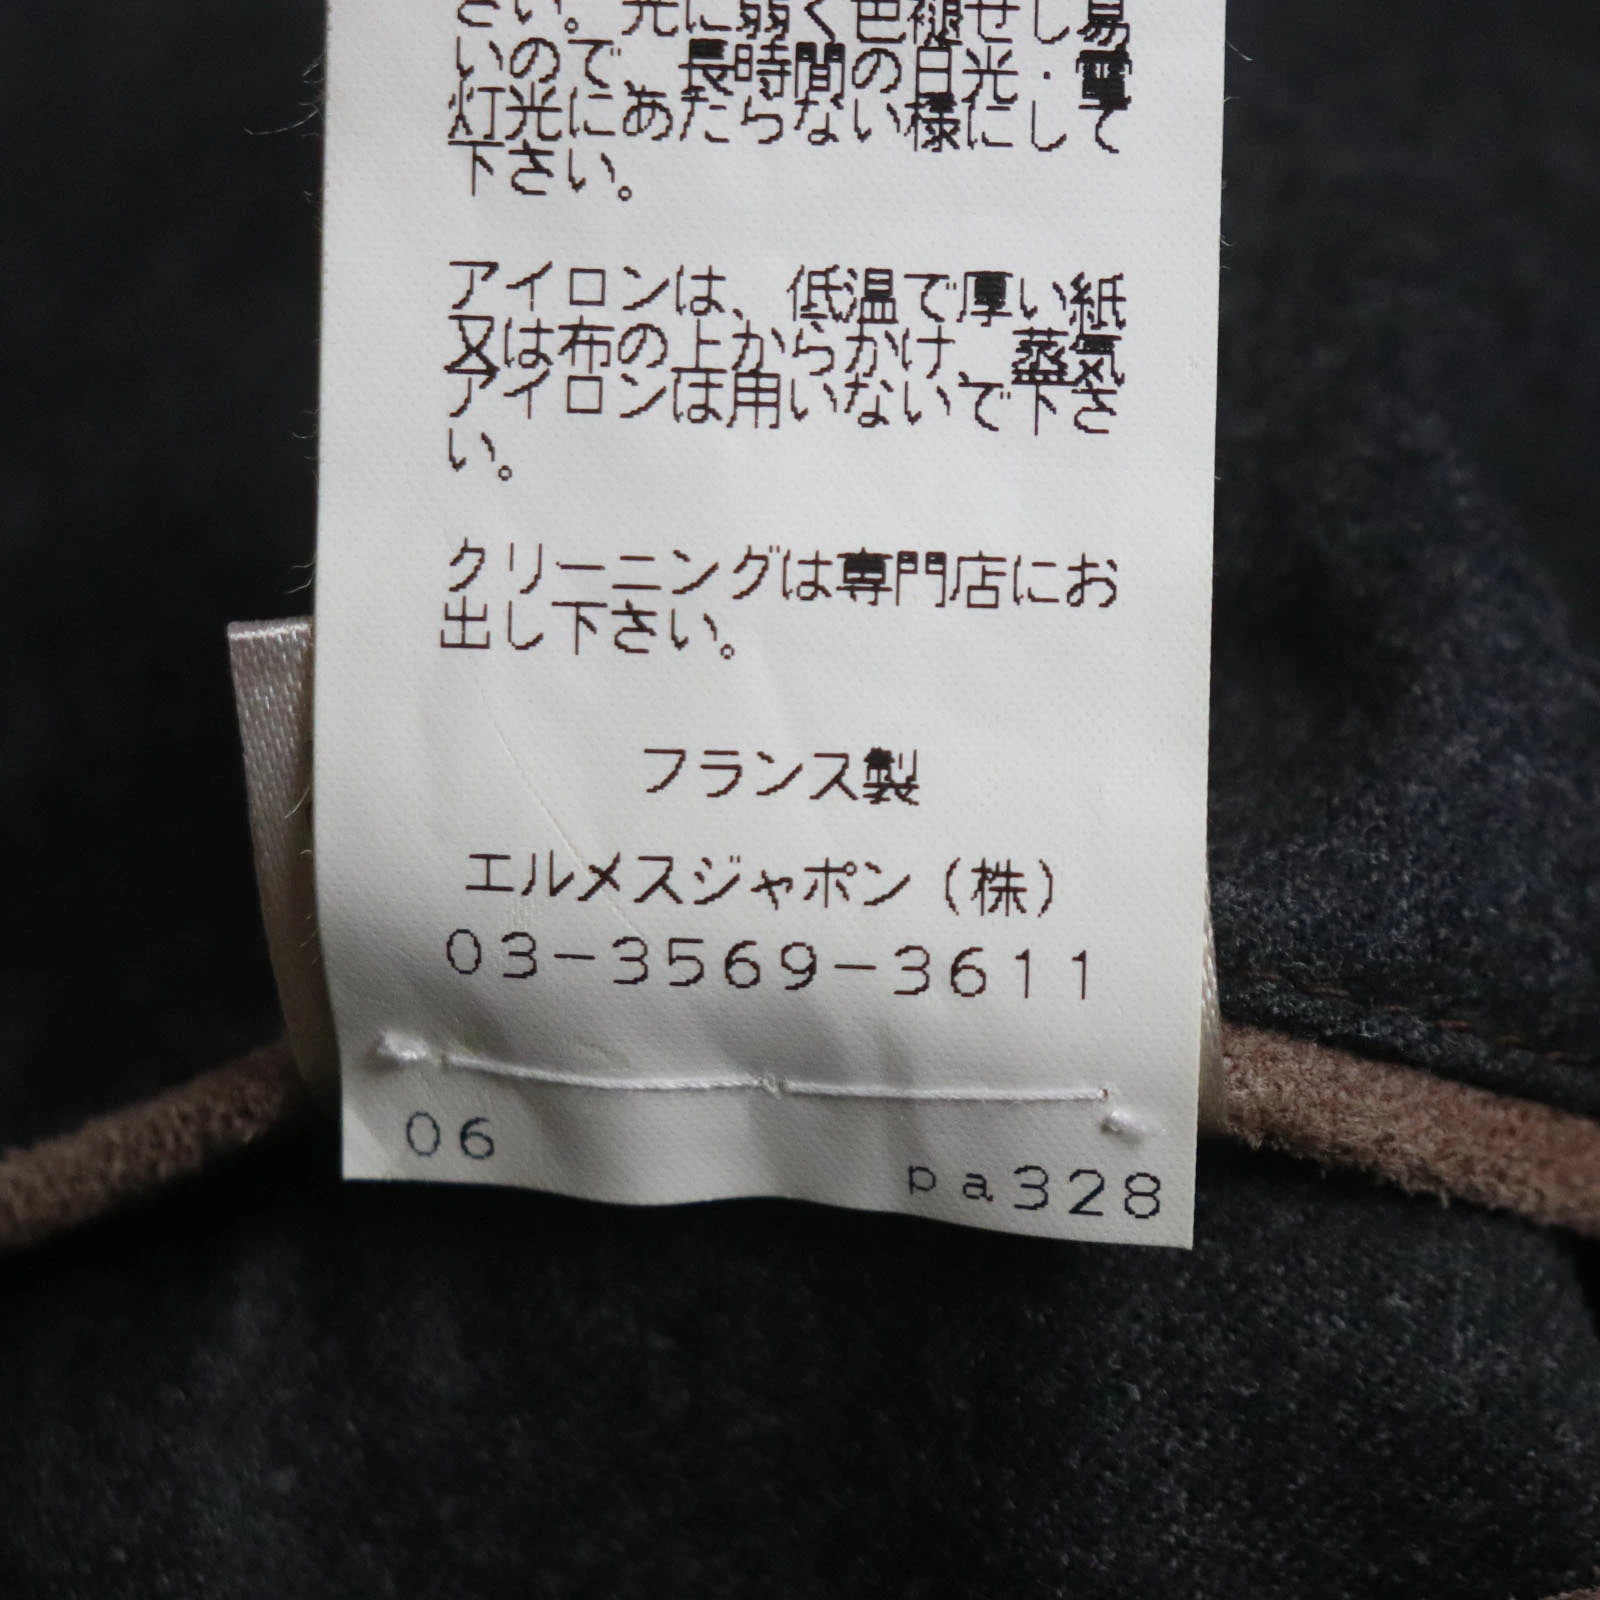 さい。光に弱く色褪せし易
いので、長時間の日光・電
灯光にあたらない様にして
下さい。
アイロンは、低温で厚い紙
又は布の上からかけ、蒸気
アイロンは用いないで下さ
い。
クリーニングは専門店にお
出し下さい。
フランス製
エルメスジャポン(株)
03-3569-3611
06
pa328